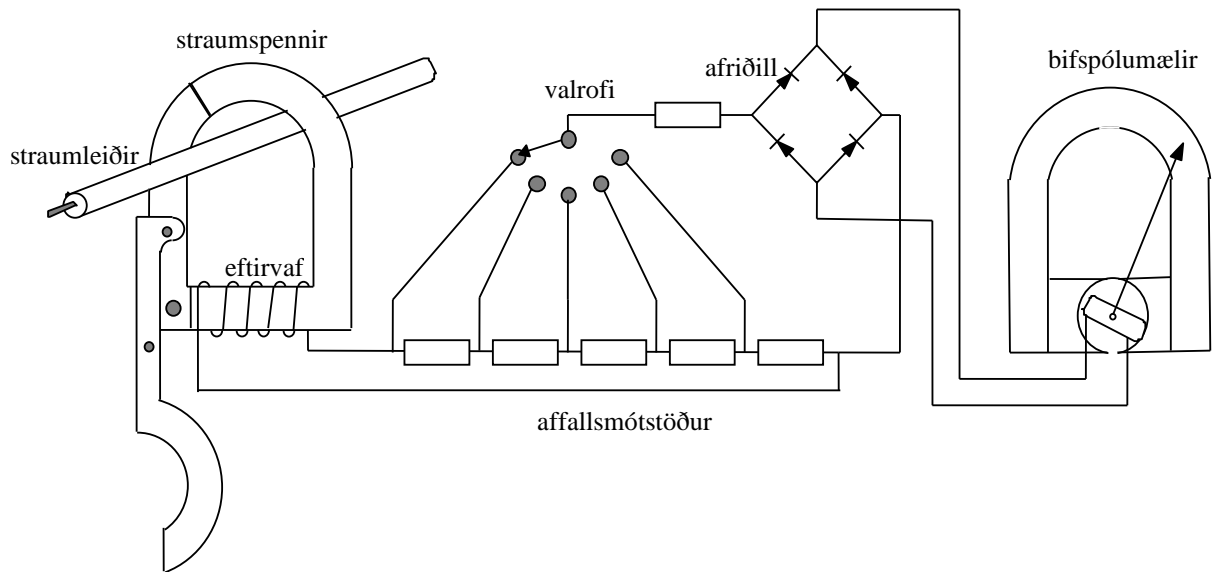 straumspennir
afriðill
bifspólumælir
valrofi
straumleiðir
eftirvaf
affallsmótstöður